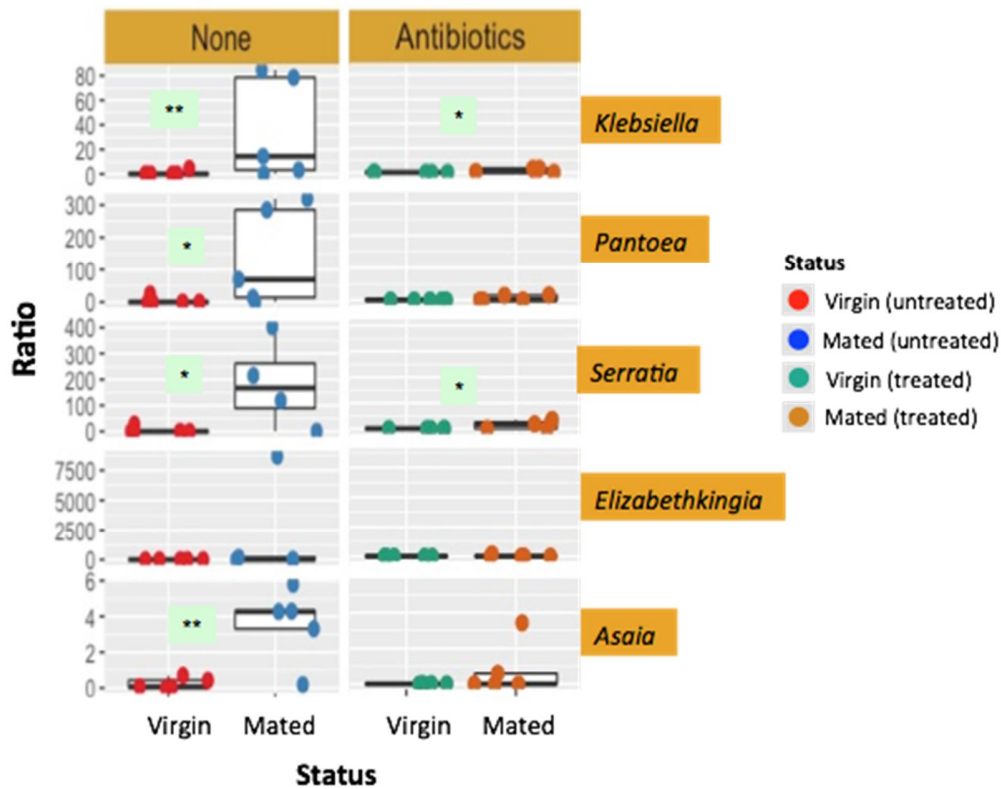 None Antibiotics
80
60
40
20
0
** * Klebsiella
300
200
100
0
* Pantoea
400
300
200
100
0
* * Serratia
7500
5000
2500
0
Elizabethkingia
6
4
2
0
** Asaia
Ratio
Virgin Mated Virgin Mated
Status
Status
Virgin (untreated)
Mated (untreated)
Virgin (treated)
Mated (treated)